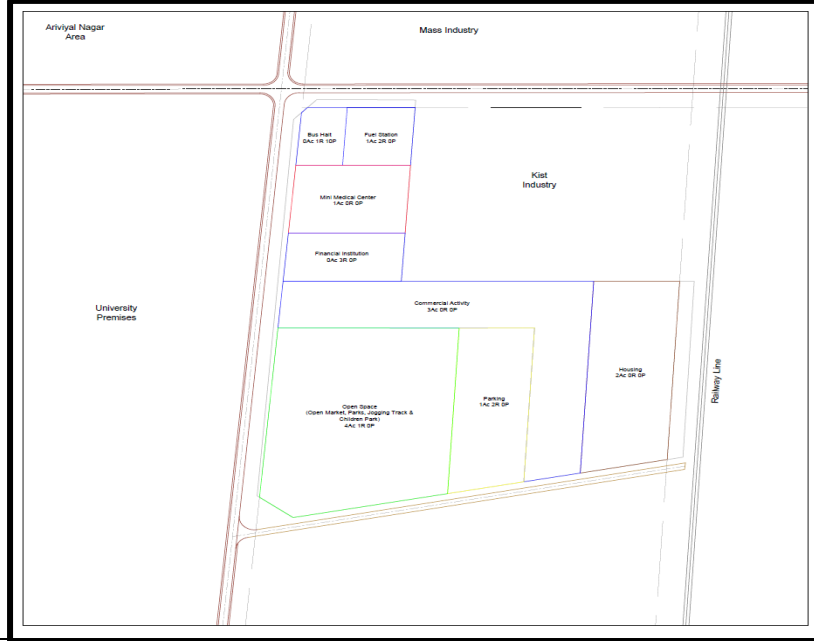 Ariviyal Nagar
Area
Mass Industry
Bus Halt
0Ac 1R 10P
Fuel Station
1Ac 2R 0P
Mini Medical Center
1Ac 0R 0P
Kist
Industry
Financial Institution
0Ac 3R 0P
University
Premises
Commercial Activity
3Ac 0R 0P
Housing
2Ac 0R 0P
Railway Line
Parking
1Ac 2R 0P
Open Space
(Open Market, Parks, Jogging Track &
Children Park)
4Ac 1R 0P